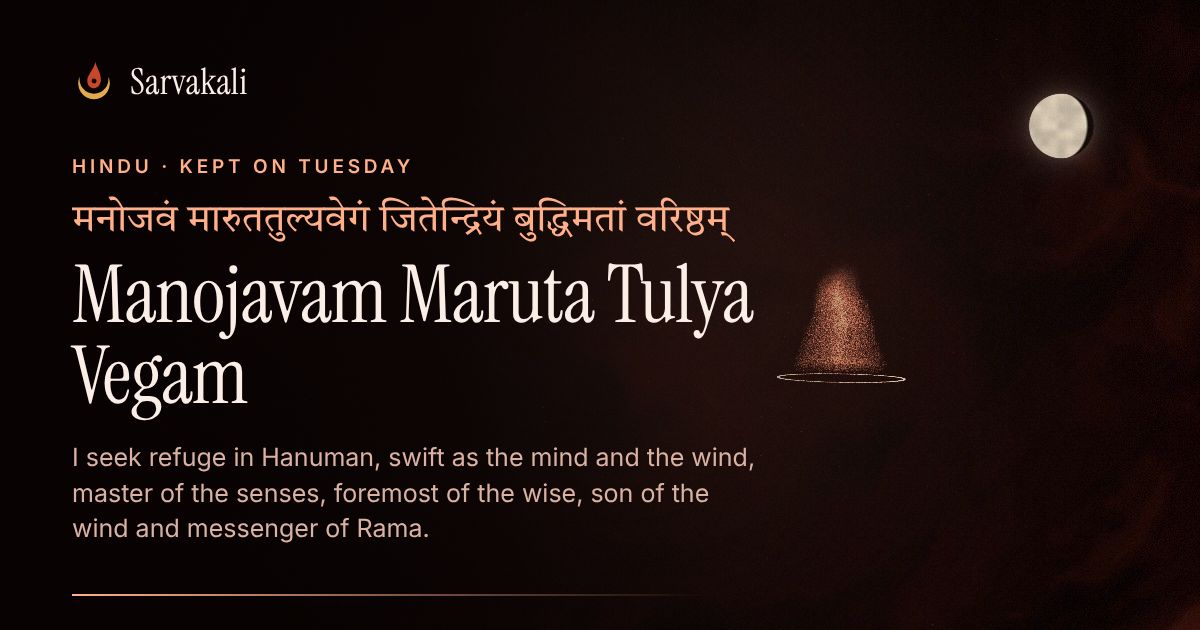 Sarvakali
HINDU · KEPT ON TUESDAY
मनोजवं मारुततुल्यवेगं जितेन्द्रियं बुद्धिमतां वरिष्ठम्
Manojavam Maruta Tulya
Vegam
I seek refuge in Hanuman, swift as the mind and the wind,
master of the senses, foremost of the wise, son of the
wind and messenger of Rama.